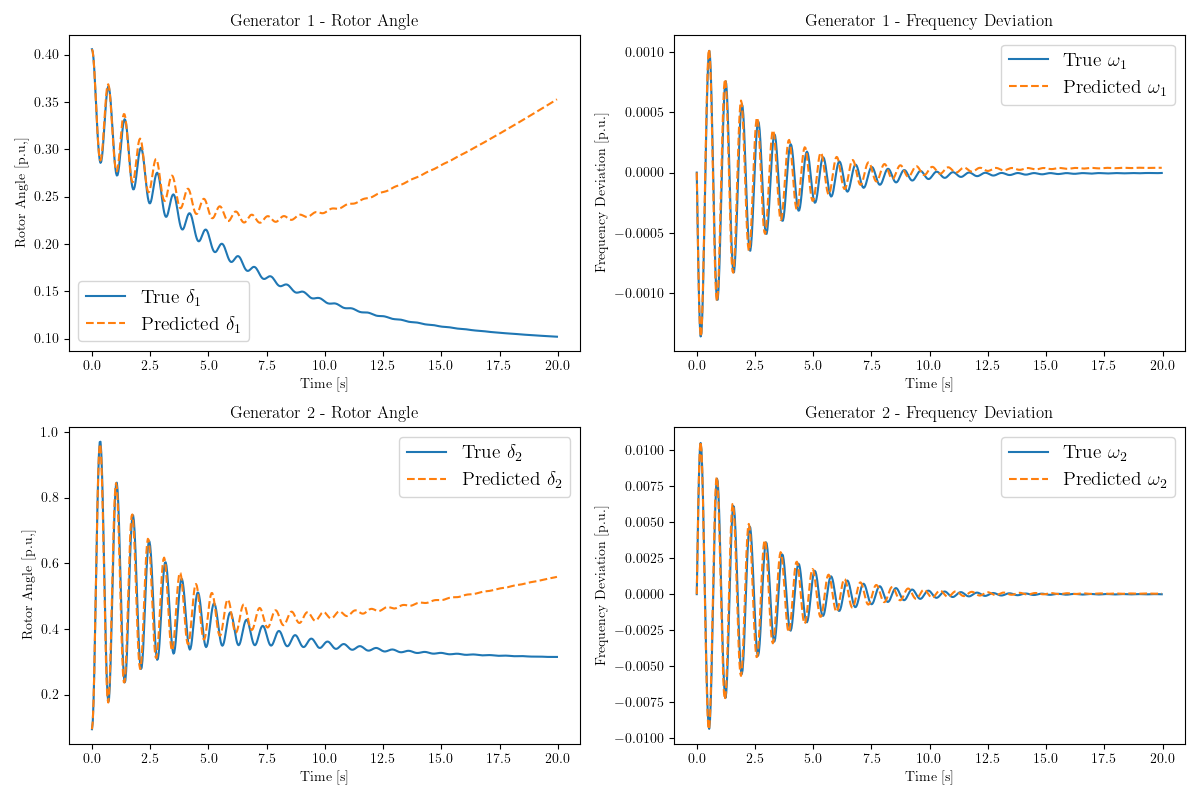 Generator 1 - Rotor Angle
0.40
0.35
0.30
0.25
0.20
0.15
0.10
Rotor Angle [p.u,]
True δ₁
Predicted δ₁
0.0 2.5 5.0 7.5 10.0 12.5 15.0 17.5 20.0
Time [s]
Generator 1 - Frequency Deviation
0.0010
0.0005
0.0000
−0.0005
−0.0010
Frequency Deviation [p.u.]
True ω₁
Predicted ω₁
0.0 2.5 5.0 7.5 10.0 12.5 15.0 17.5 20.0
Time [s]
Generator 2 - Rotor Angle
1.0
0.8
0.6
0.4
0.2
Rotor Angle [p.u,]
True δ₂
Predicted δ₂
0.0 2.5 5.0 7.5 10.0 12.5 15.0 17.5 20.0
Time [s]
Generator 2 - Frequency Deviation
0.0100
0.0075
0.0050
0.0025
0.0000
−0.0025
−0.0050
−0.0075
−0.0100
Frequency Deviation [p.u.]
True ω₂
Predicted ω₂
0.0 2.5 5.0 7.5 10.0 12.5 15.0 17.5 20.0
Time [s]